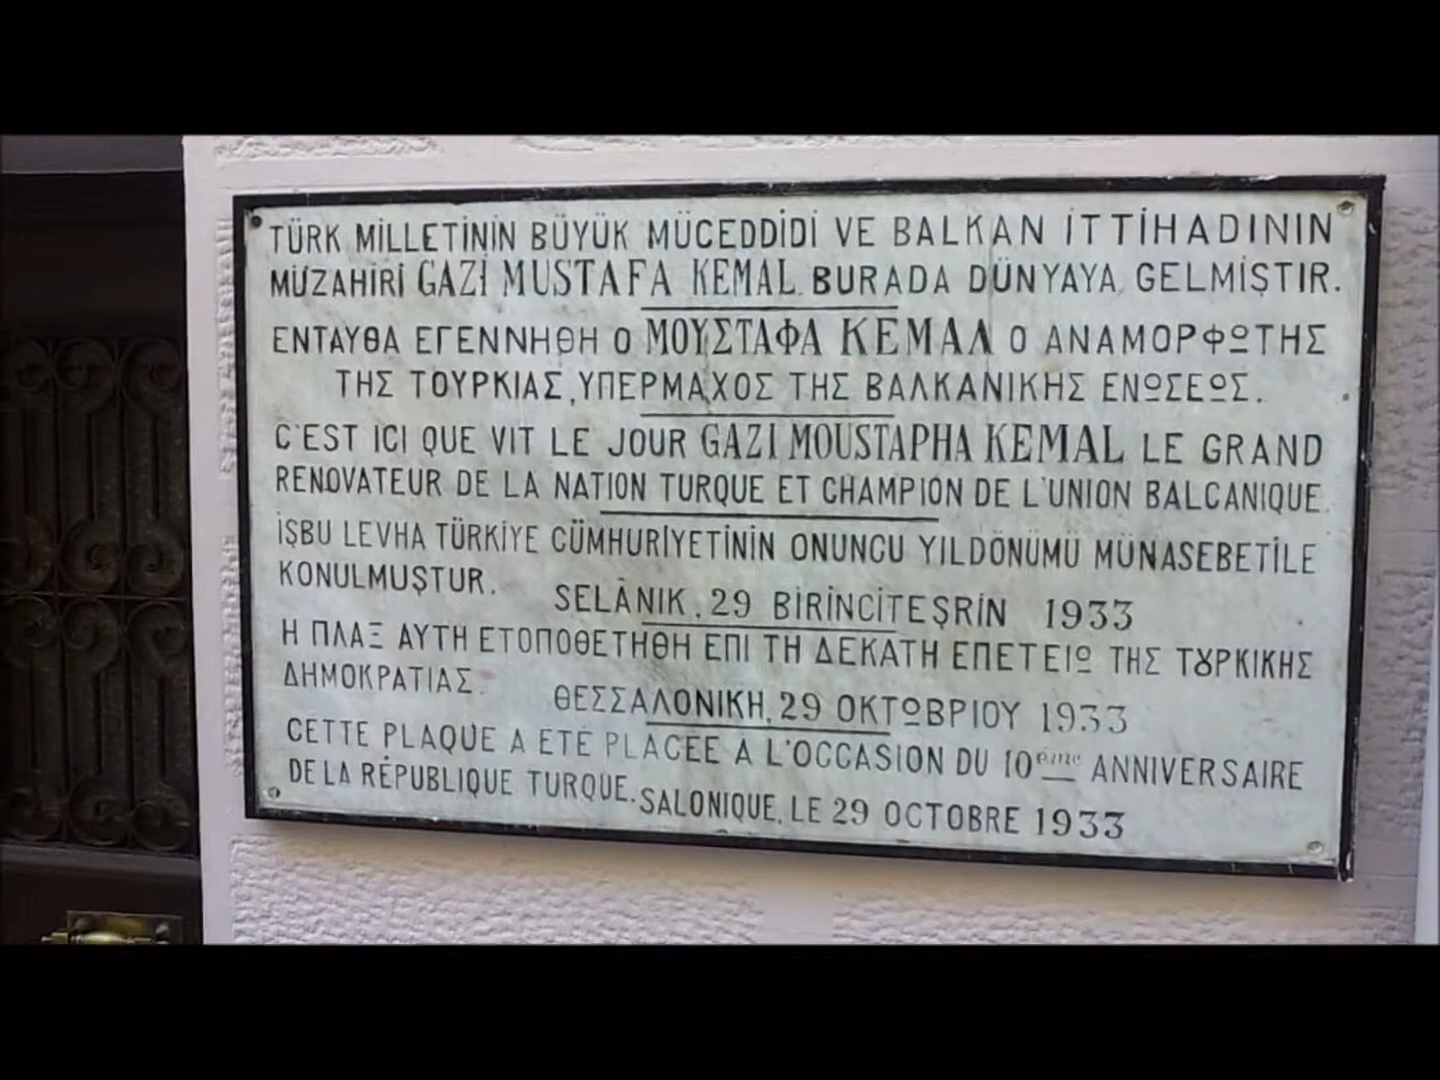 TÜRK MİLLETİNİN BÜYÜK MÜCEDDİDİ VE BALKAN İTTİHADININ
MÜZAHİRİ GAZİ MUSTAFA KEMAL BURADA DÜNYAYA GELMİŞTİR.
ΕΝΤΑΥΘΑ ΕΓΕΝΝΗΘΗ Ο ΜΟΥΣΤΑΦΑ ΚΕΜΑΛ Ο ΑΝΑΜΟΡΦΩΤΗΣ
ΤΗΣ ΤΟΥΡΚΙΑΣ, ΥΠΕΡΜΑΧΟΣ ΤΗΣ ΒΑΛΚΑΝΙΚΗΣ ΕΝΩΣΕΩΣ.
C'EST ICI QUE VIT LE JOUR GAZI MOUSTAPHA KEMAL LE GRAND
RENOVATEUR DE LA NATION TURQUE ET CHAMPION DE L'UNION BALCANIQUE.
İŞBU LEVHA TÜRKİYE CÜMHURİYETİNİN ONUNCU YILDÖNÜMÜ MÜNASEBETİLE
KONULMUŞTUR. SELÂNIK, 29 BİRİNCİTEŞRİN 1933
Η ΠΛΑΞ ΑΥΤΗ ΕΤΟΠΟΘΕΤΗΘΗ ΕΠΙ ΤΗ ΔΕΚΑΤΗ ΕΠΕΤΕΙΩ ΤΗΣ ΤȢΡΚΙΚΗΣ
ΔΗΜΟΚΡΑΤΙΑΣ. ΘΕΣΣΑΛΟΝΙΚΗ, 29 ΟΚΤΩΒΡΙΟΥ 1933
CETTE PLAQUE A ETÉ PLACÉE À L'OCCASION DU 10ème ANNIVERSAIRE
DE LA RÉPUBLIQUE TURQUE. SALONIQUE, LE 29 OCTOBRE 1933